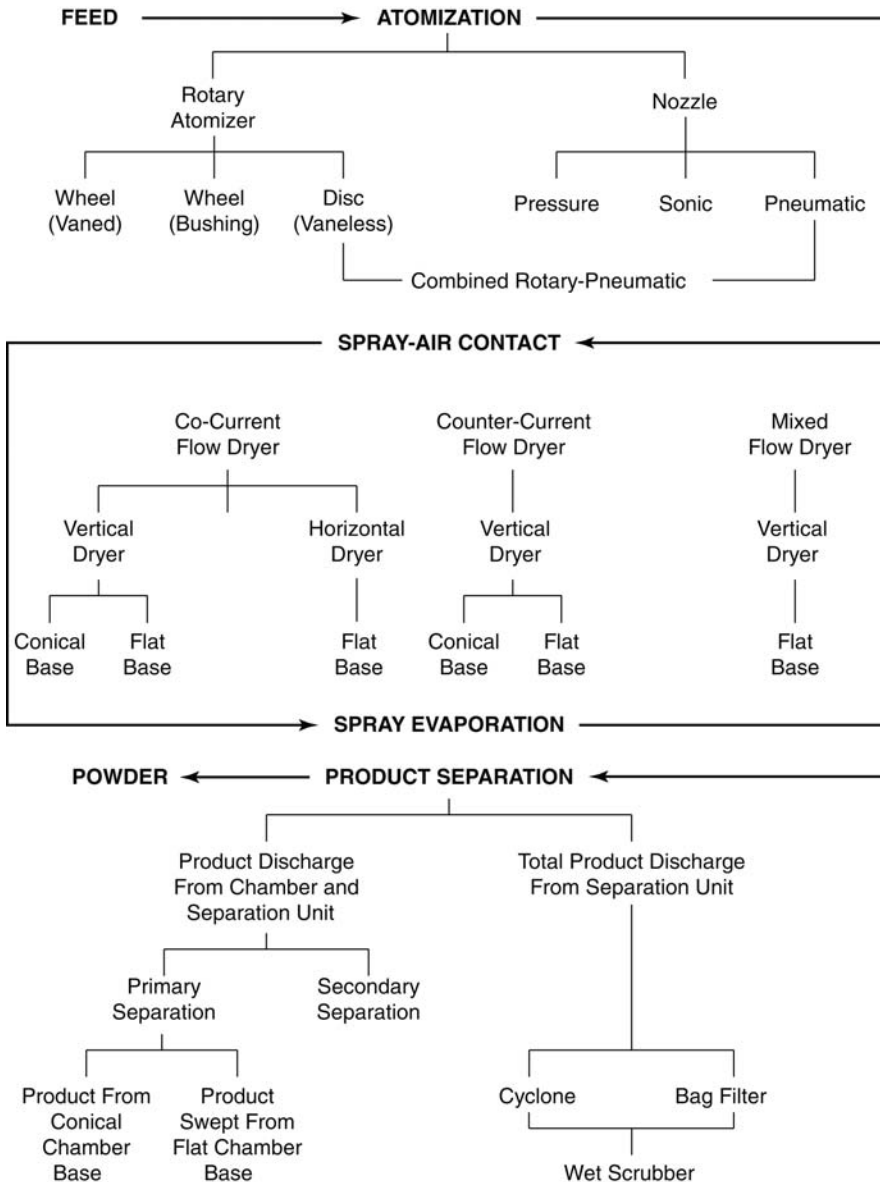 FEED
ATOMIZATION
Rotary
Atomizer
Nozzle
Wheel
(Vaned)
Wheel
(Bushing)
Disc
(Vaneless)
Pressure
Sonic
Pneumatic
Combined Rotary-Pneumatic
SPRAY-AIR CONTACT
Co-Current
Flow Dryer
Counter-Current
Flow Dryer
Mixed
Flow Dryer
Vertical
Dryer
Horizontal
Dryer
Vertical
Dryer
Vertical
Dryer
Conical
Base
Flat
Base
Flat
Base
Conical
Base
Flat
Base
Flat
Base
SPRAY EVAPORATION
POWDER
PRODUCT SEPARATION
Product Discharge
From Chamber and
Separation Unit
Total Product Discharge
From Separation Unit
Primary
Separation
Secondary
Separation
Product From
Conical
Chamber
Base
Product
Swept From
Flat Chamber
Base
Cyclone
Bag Filter
Wet Scrubber